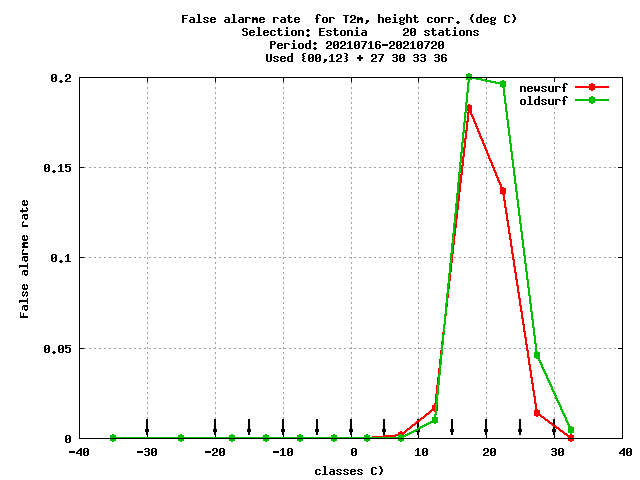 False alarme rate  for T2m, height corr. (deg C)
Selection: Estonia     20 stations
Period: 20210716-20210720
Used {00,12} + 27 30 33 36
newsurf
oldsurf
False alarme rate
0.2
0.15
0.1
0.05
0
-40 -30 -20 -10 0 10 20 30 40
classes C)